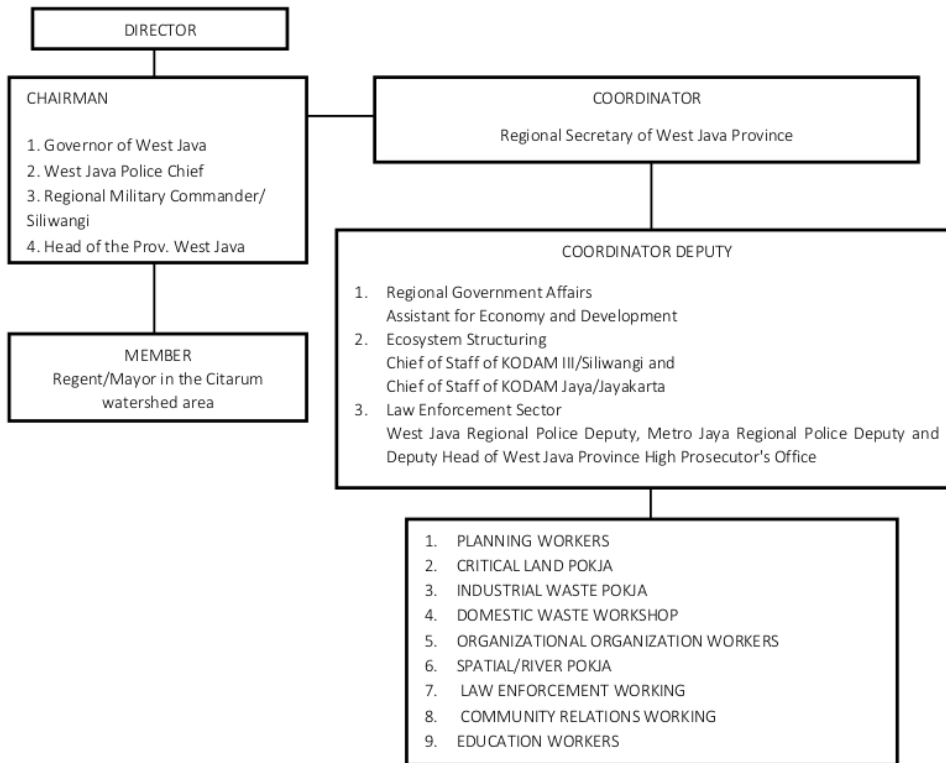 DIRECTOR
CHAIRMAN
1. Governor of West Java
2. West Java Police Chief
3. Regional Military Commander/
Siliwangi
4. Head of the Prov. West Java
COORDINATOR
Regional Secretary of West Java Province
MEMBER
Regent/Mayor in the Citarum
watershed area
COORDINATOR DEPUTY
1. Regional Government Affairs
Assistant for Economy and Development
2. Ecosystem Structuring
Chief of Staff of KODAM III/Siliwangi and
Chief of Staff of KODAM Jaya/Jayakarta
3. Law Enforcement Sector
West Java Regional Police Deputy, Metro Jaya Regional Police Deputy and
Deputy Head of West Java Province High Prosecutor's Office
1. PLANNING WORKERS
2. CRITICAL LAND POKJA
3. INDUSTRIAL WASTE POKJA
4. DOMESTIC WASTE WORKSHOP
5. ORGANIZATIONAL ORGANIZATION WORKERS
6. SPATIAL/RIVER POKJA
7. LAW ENFORCEMENT WORKING
8. COMMUNITY RELATIONS WORKING
9. EDUCATION WORKERS